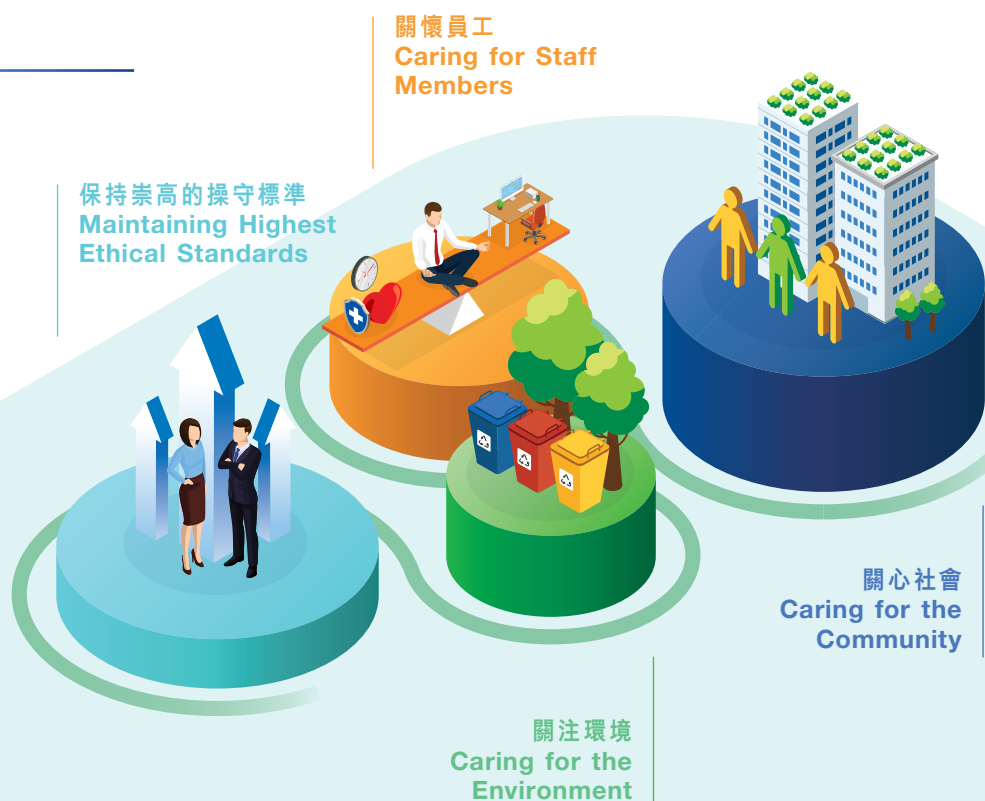 關懷員工
Caring for Staff
Members
保持崇高的操守標準
Maintaining Highest
Ethical Standards
關心社會
Caring for the
Community
關注環境
Caring for the
Environment